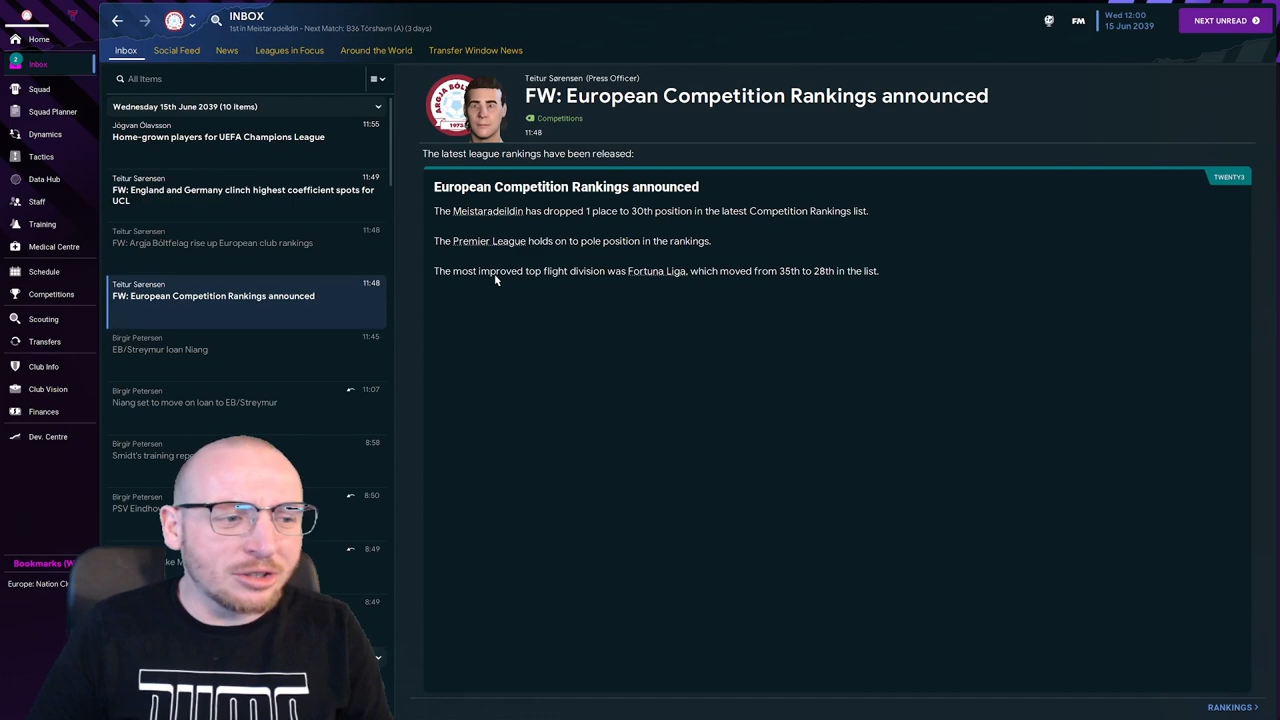 INBOX
1st in Meistaradeildin - Next Match: B36 Tórshavn (A) (3 days)
FM
Wed 12:00
15 Jun 2039
NEXT UNREAD
Home
2
Inbox
Squad
Squad Planner
Dynamics
Tactics
Data Hub
Staff
Training
Medical Centre
Schedule
Competitions
Scouting
Transfers
Club Info
Club Vision
Finances
Dev. Centre
Bookmarks (W
Europe: Nation Cl
Inbox
Social Feed
News
Leagues in Focus
Around the World
Transfer Window News
All Items
Wednesday 15th June 2039 (10 Items)
Jógvan Ólavsson
11:55
Home-grown players for UEFA Champions League
Teitur Sørensen
11:49
FW: England and Germany clinch highest coefficient spots for
UCL
Teitur Sørensen
11:48
FW: Argja Bóltfelag rise up European club rankings
Teitur Sørensen
11:48
FW: European Competition Rankings announced
Birgir Petersen
11:45
EB/Streymur loan Niang
Birgir Petersen
11:07
Niang set to move on loan to EB/Streymur
Birgir Petersen
8:58
Smidt's training rep
Birgir Petersen
8:50
PSV Eindhov
8:49
8:49
Teitur Sørensen (Press Officer)
FW: European Competition Rankings announced
Competitions
11:48
The latest league rankings have been released:
TWENTY3
European Competition Rankings announced
The Meistaradeildin has dropped 1 place to 30th position in the latest Competition Rankings list.
The Premier League holds on to pole position in the rankings.
The most improved top flight division was Fortuna Liga, which moved from 35th to 28th in the list.
RANKINGS